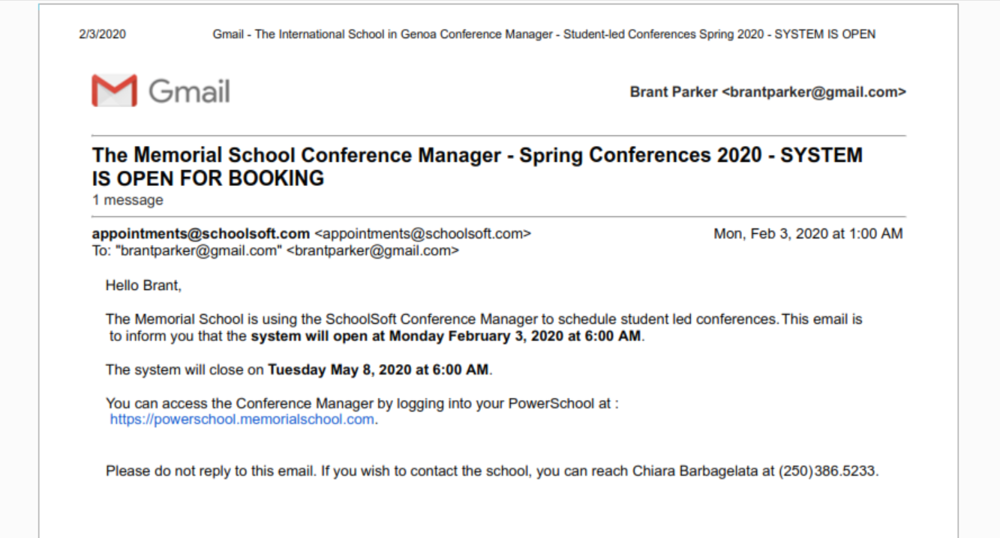 2/3/2020 Gmail - The International School in Genoa Conference Manager - Student-led Conferences Spring 2020 - SYSTEM IS OPEN
Gmail
Brant Parker <brantparker@gmail.com>
The Memorial School Conference Manager - Spring Conferences 2020 - SYSTEM
IS OPEN FOR BOOKING
1 message
appointments@schoolsoft.com <appointments@schoolsoft.com> Mon, Feb 3, 2020 at 1:00 AM
To: "brantparker@gmail.com" <brantparker@gmail.com>
Hello Brant,
The Memorial School is using the SchoolSoft Conference Manager to schedule student led conferences. This email is
to inform you that the system will open at Monday February 3, 2020 at 6:00 AM.
The system will close on Tuesday May 8, 2020 at 6:00 AM.
You can access the Conference Manager by logging into your PowerSchool at :
https://powerschool.memorialschool.com.
Please do not reply to this email. If you wish to contact the school, you can reach Chiara Barbagelata at (250)386.5233.